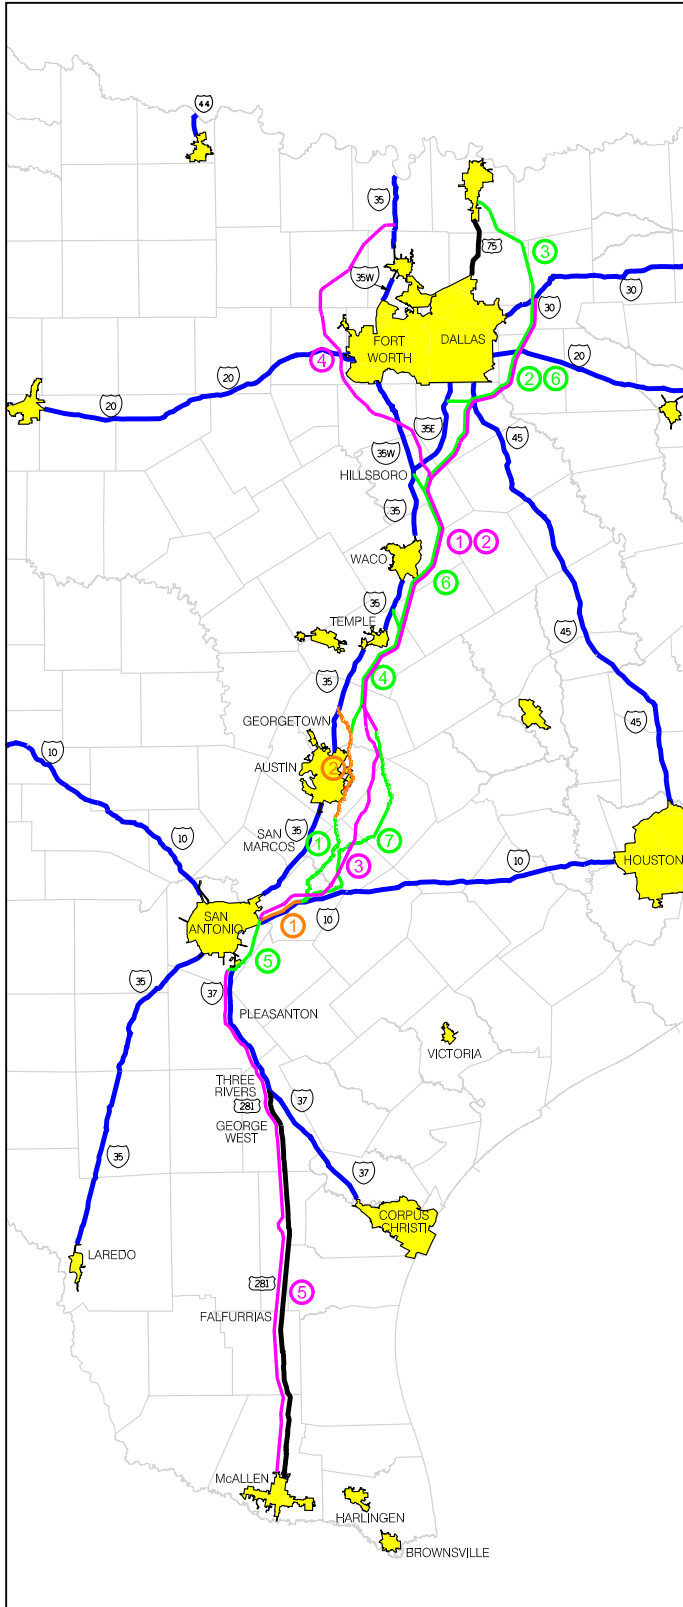 44
35
75
3
35W
30
30
FORT
WORTH
DALLAS
4
20
20
20
2 6
35E
45
35W
HILLSBORO
35
1 2
WACO
6
35
TEMPLE
45
4
35
GEORGETOWN
45
10
AUSTIN
2
35
SAN
MARCOS
1
7
10
3
10
HOUSTON
SAN
ANTONIO
1
10
5
35
37
PLEASANTON
VICTORIA
THREE
RIVERS
281
37
GEORGE
WEST
35
37
CORPUS
CHRISTI
LAREDO
281
5
FALFURRIAS
McALLEN
HARLINGEN
BROWNSVILLE